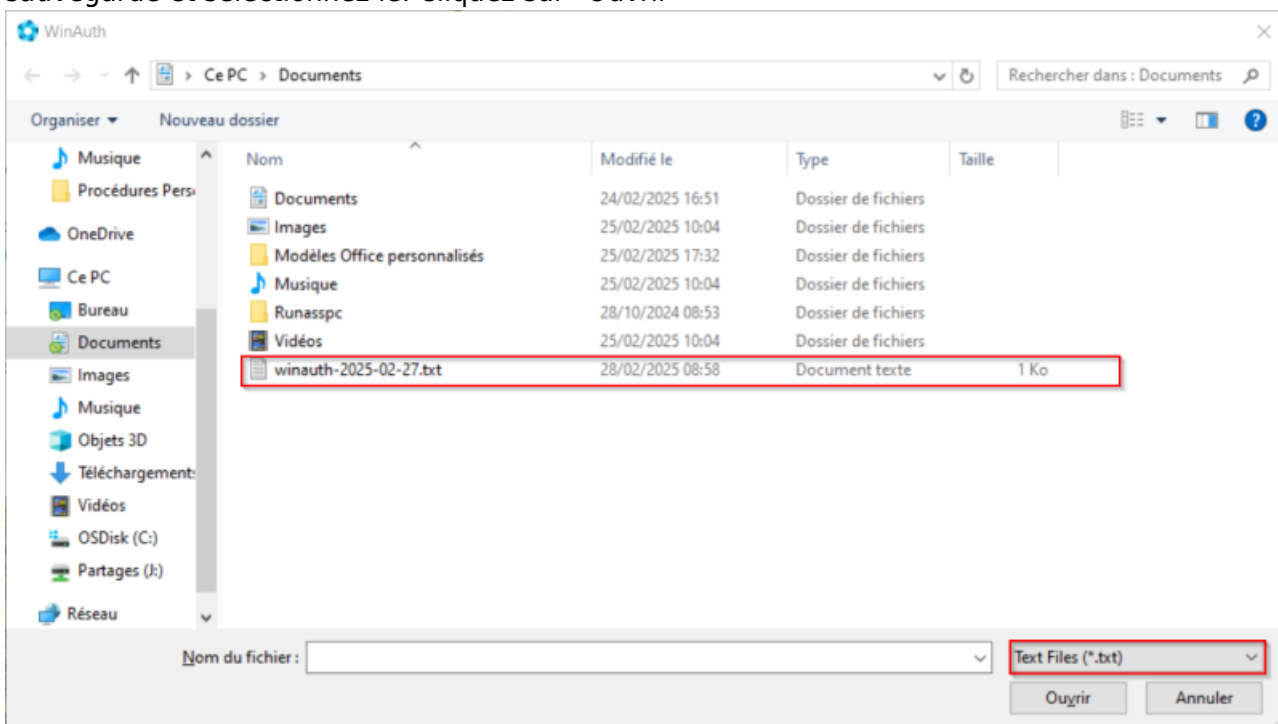 WinAuth
Ce PC > Documents
Rechercher dans : Documents
Organiser
Nouveau dossier
Nom Modifié le Type Taille
Musique
Procédures Pers
OneDrive
Ce PC
Bureau
Documents
Images
Musique
Objets 3D
Téléchargement
Vidéos
OSDisk (C:)
Partages (J:)
Réseau
Documents 24/02/2025 16:51 Dossier de fichiers
Images 25/02/2025 10:04 Dossier de fichiers
Modèles Office personnalisés 25/02/2025 17:32 Dossier de fichiers
Musique 25/02/2025 10:04 Dossier de fichiers
Runasspc 28/10/2024 08:53 Dossier de fichiers
Vidéos 25/02/2025 10:04 Dossier de fichiers
winauth-2025-02-27.txt 28/02/2025 08:58 Document texte 1 Ko
Nom du fichier :
Text Files (*.txt)
Ouvrir
Annuler